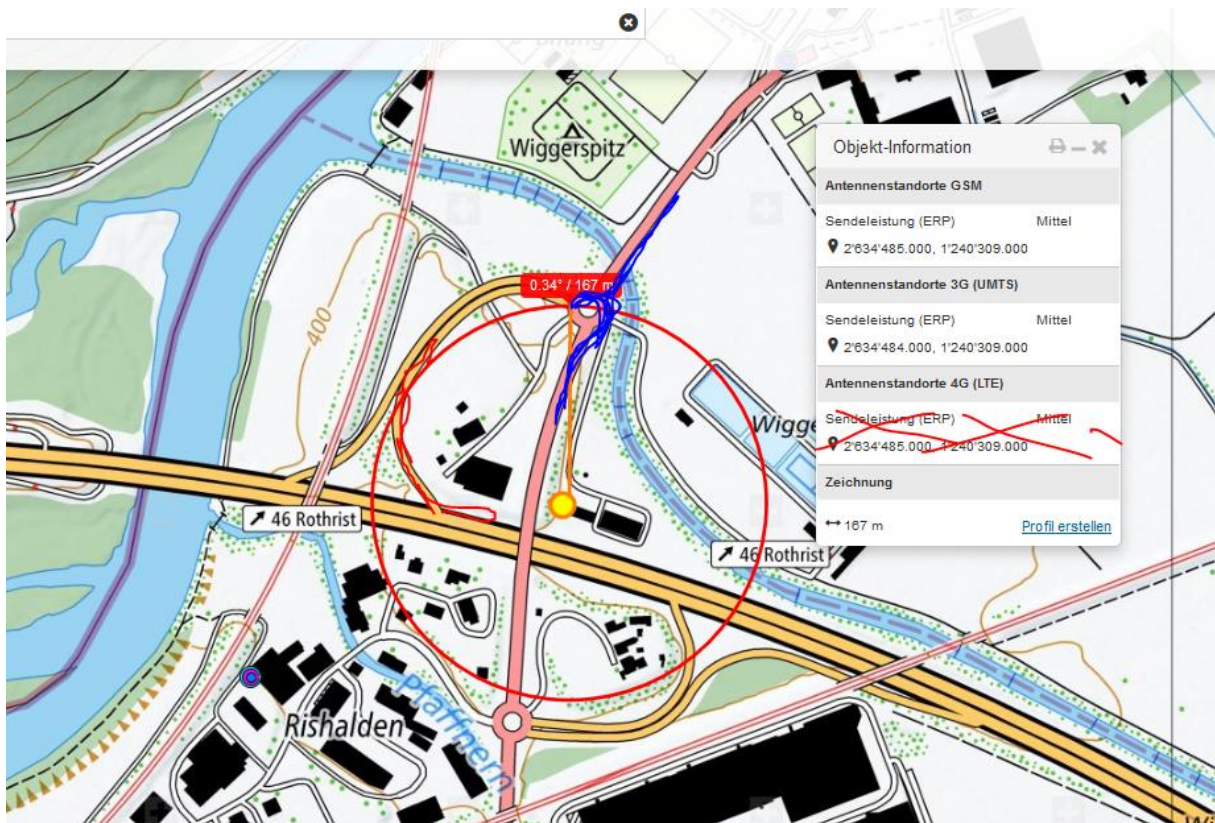 Wiggerspitz
Objekt-Information
Antennenstandorte GSM
Sendeleistung (ERP) Mittel
2'634'485.000, 1'240'309.000
0.34° / 167 m
Antennenstandorte 3G (UMTS)
Sendeleistung (ERP) Mittel
2'634'484.000, 1'240'309.000
400
Antennenstandorte 4G (LTE)
Sendeleistung (ERP) Mittel
2'634'485.000, 1'240'309.000
Wigge
Zeichnung
167 m Profil erstellen
46 Rothrist
46 Rothrist
Pfaffnern
Rishalden